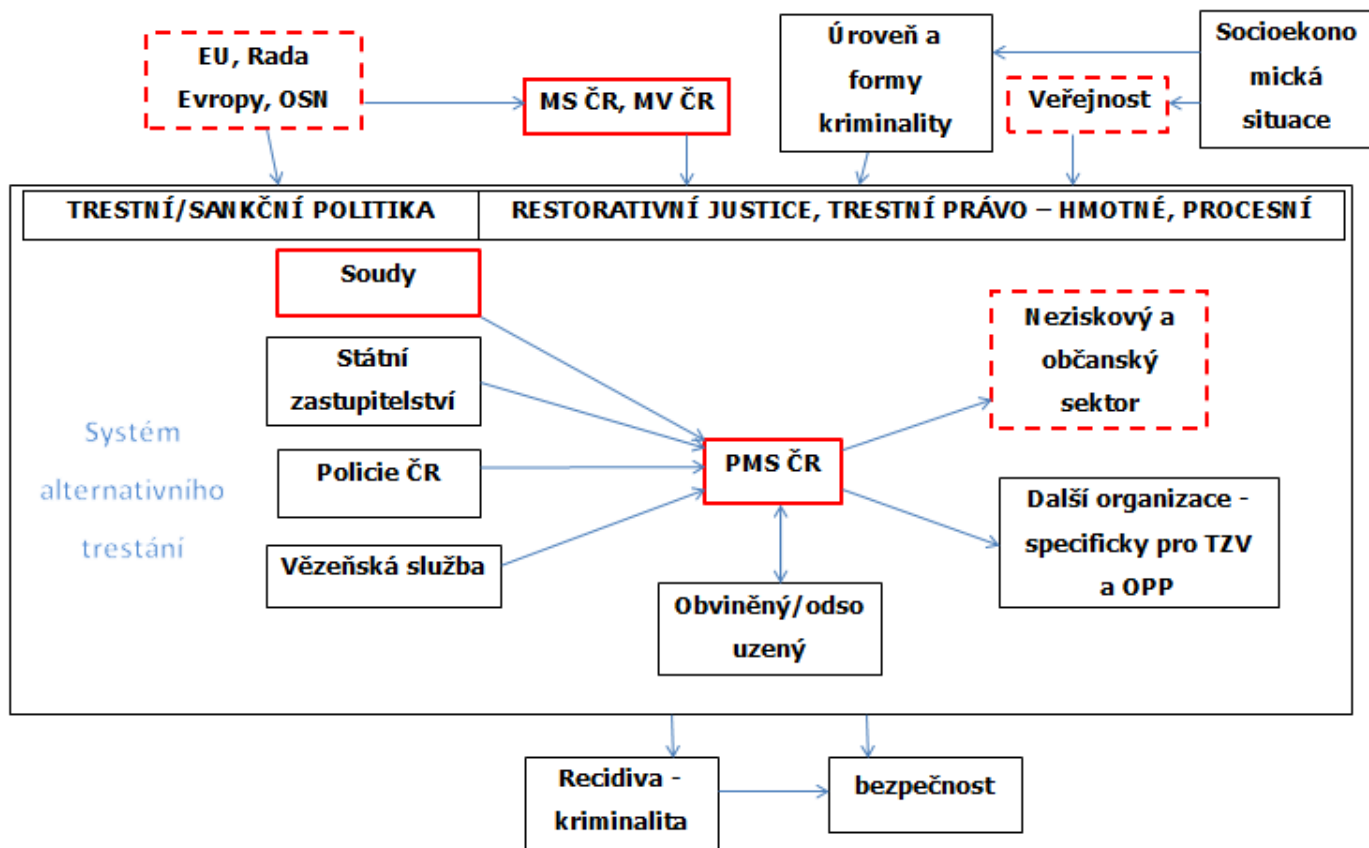 EU, Rada
Evropy, OSN
MS ČR, MV ČR
Úroveň a
formy
kriminality
Veřejnost
Socioekono
mická
situace
TRESTNÍ/SANKČNÍ POLITIKA
RESTORATIVNÍ JUSTICE, TRESTNÍ PRÁVO – HMOTNÉ, PROCESNÍ
Soudy
Státní
zastupitelství
Policie ČR
Vězeňská služba
Systém
alternativního
trestání
PMS ČR
Obviněný/odso
uzený
Neziskový a
občanský
sektor
Další organizace -
specificky pro TZV
a OPP
Recidiva -
kriminalita
bezpečnost